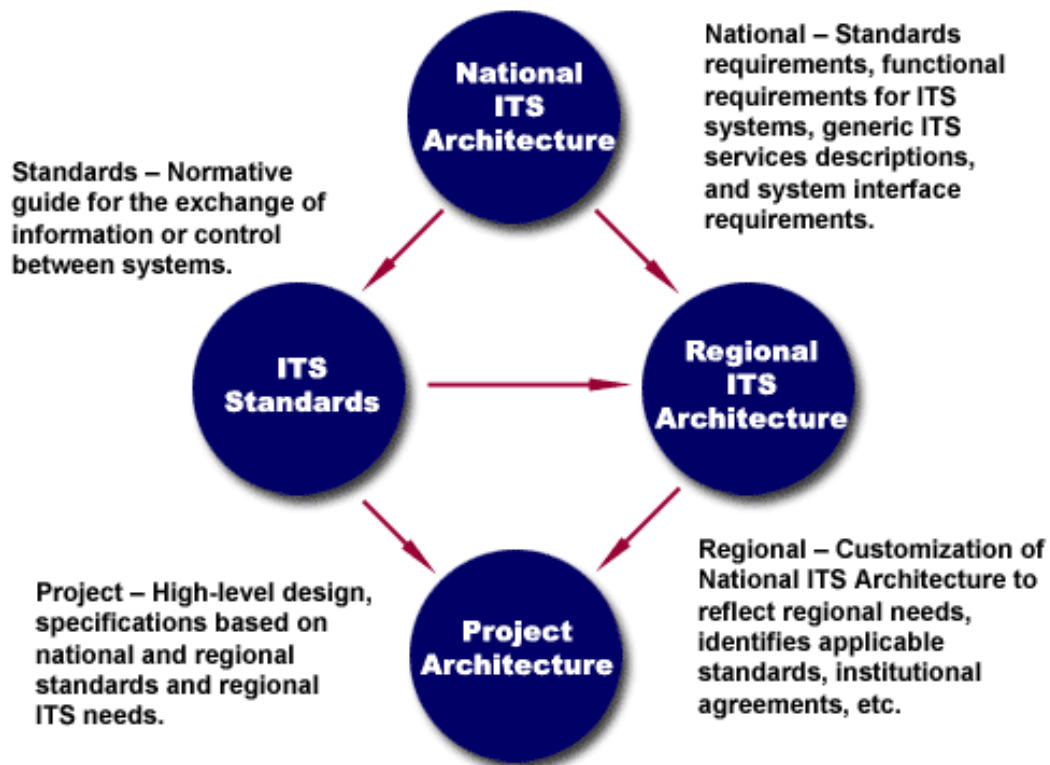 National
ITS
Architecture
National – Standards
requirements, functional
requirements for ITS
systems, generic ITS
services descriptions,
and system interface
requirements.
Standards – Normative
guide for the exchange of
information or control
between systems.
ITS
Standards
Regional
ITS
Architecture
Project – High-level design,
specifications based on
national and regional
standards and regional
ITS needs.
Project
Architecture
Regional – Customization of
National ITS Architecture to
reflect regional needs,
identifies applicable
standards, institutional
agreements, etc.